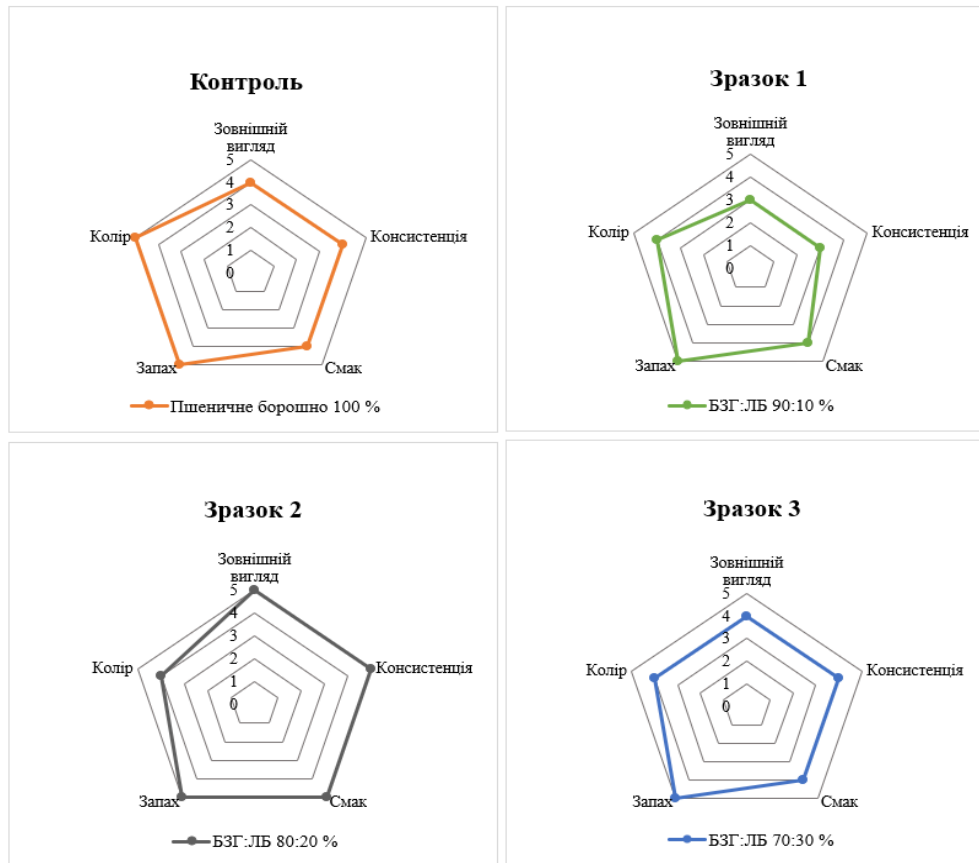 Контроль
Зовнішній
вигляд
5
4
3
2
1
0
Колір
Консистенція
Запах
Смак
Пшеничне борошно 100 %
Зразок 1
Зовнішній
вигляд
5
4
3
2
1
0
Колір
Консистенція
Запах
Смак
БЗГ:ЛБ 90:10 %
Зразок 2
Зовнішній
вигляд
5
4
3
2
1
0
Колір
Консистенція
Запах
Смак
БЗГ:ЛБ 80:20 %
Зразок 3
Зовнішній
вигляд
5
4
3
2
1
0
Колір
Консистенція
Запах
Смак
БЗГ:ЛБ 70:30 %